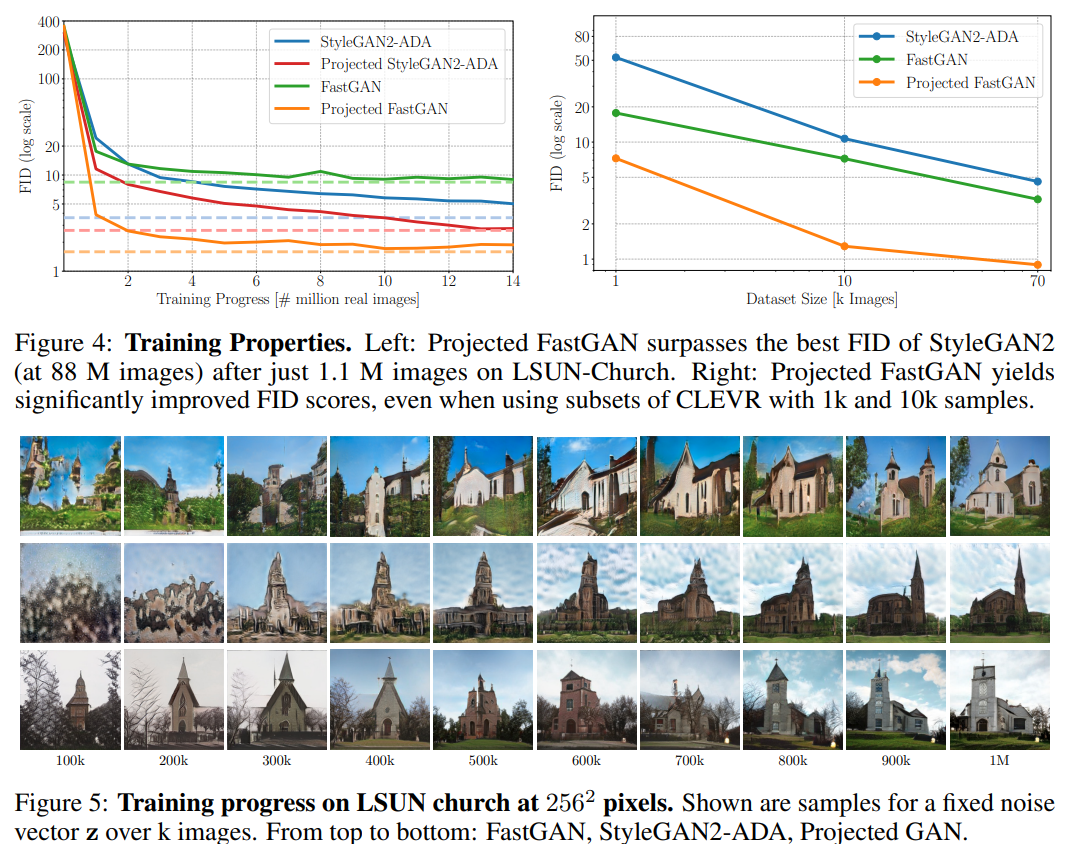 400
200
100
20
10
5
1
FID (log scale)
StyleGAN2-ADA
Projected StyleGAN2-ADA
FastGAN
Projected FastGAN
2 4 6 8 10 12 14
Training Progress [# million real images]
80
50
20
10
5
2
1
FID (log scale)
StyleGAN2-ADA
FastGAN
Projected FastGAN
1 10 70
Dataset Size [k Images]
Figure 4: Training Properties. Left: Projected FastGAN surpasses the best FID of StyleGAN2
(at 88 M images) after just 1.1 M images on LSUN-Church. Right: Projected FastGAN yields
significantly improved FID scores, even when using subsets of CLEVR with 1k and 10k samples.
100k 200k 300k 400k 500k 600k 700k 800k 900k 1M
Figure 5: Training progress on LSUN church at 256² pixels. Shown are samples for a fixed noise
vector z over k images. From top to bottom: FastGAN, StyleGAN2-ADA, Projected GAN.